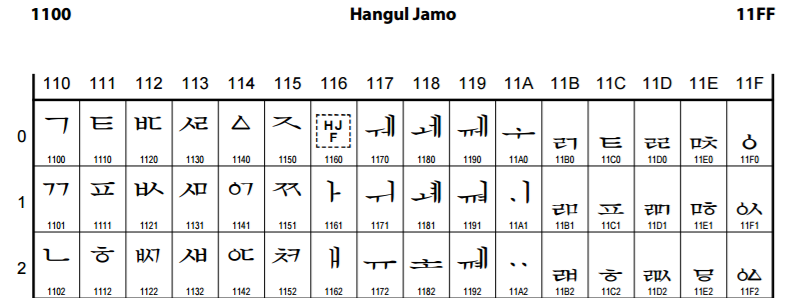 1100 Hangul Jamo 11FF
110 111 112 113 114 115 116 117 118 119 11A 11B 11C 11D 11E 11F
0 ᄀ ᄐ ᄠ ᄰ ᅀ ᅐ HJ F ᅰ ᆀ ᆐ ᆠ ᆰ ᇀ ᇐ ᇠ ᇰ
1100 1110 1120 1130 1140 1150 1160 1170 1180 1190 11A0 11B0 11C0 11D0 11E0 11F0
1 ᄁ ᄑ ᄡ ᄱ ᅁ ᅑ ᅡ ᅱ ᆁ ᆑ ᆡ ᆱ ᇁ ᇑ ᇡ ᇱ
1101 1111 1121 1131 1141 1151 1161 1171 1181 1191 11A1 11B1 11C1 11D1 11E1 11F1
2 ᄂ ᄒ ᄢ ᄲ ᅂ ᅒ ᅢ ᅲ ᆂ ᆒ ᆢ ᆲ ᇂ ᇒ ᇢ ᇲ
1102 1112 1122 1132 1142 1152 1162 1172 1182 1192 11A2 11B2 11C2 11D2 11E2 11F2